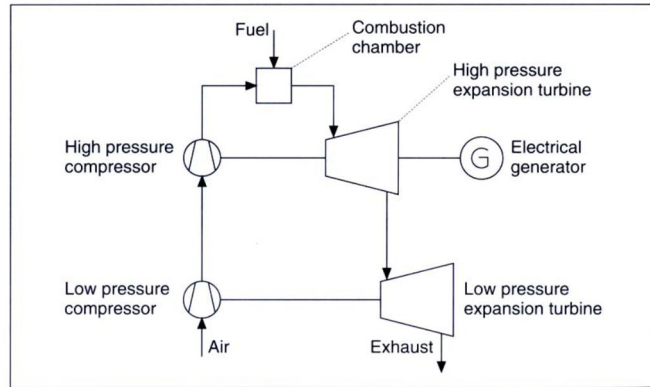 Fuel
Combustion
chamber
High pressure
expansion turbine
High pressure
compressor
G
Electrical
generator
Low pressure
compressor
Low pressure
expansion turbine
Air
Exhaust